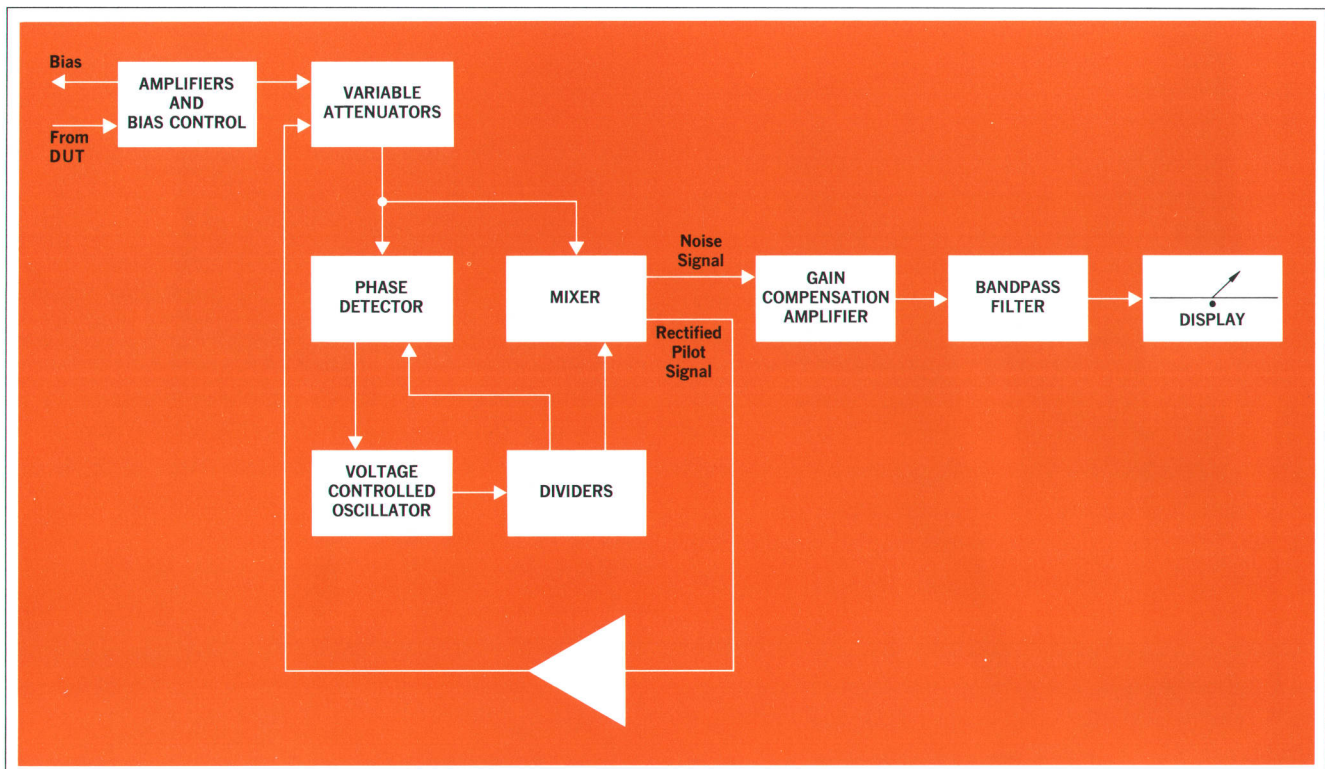 Bias
From
DUT
AMPLIFIERS
AND
BIAS CONTROL
VARIABLE
ATTENUATORS
PHASE
DETECTOR
MIXER
Noise
Signal
Rectified
Pilot
Signal
GAIN
COMPENSATION
AMPLIFIER
BANDPASS
FILTER
DISPLAY
VOLTAGE
CONTROLLED
OSCILLATOR
DIVIDERS